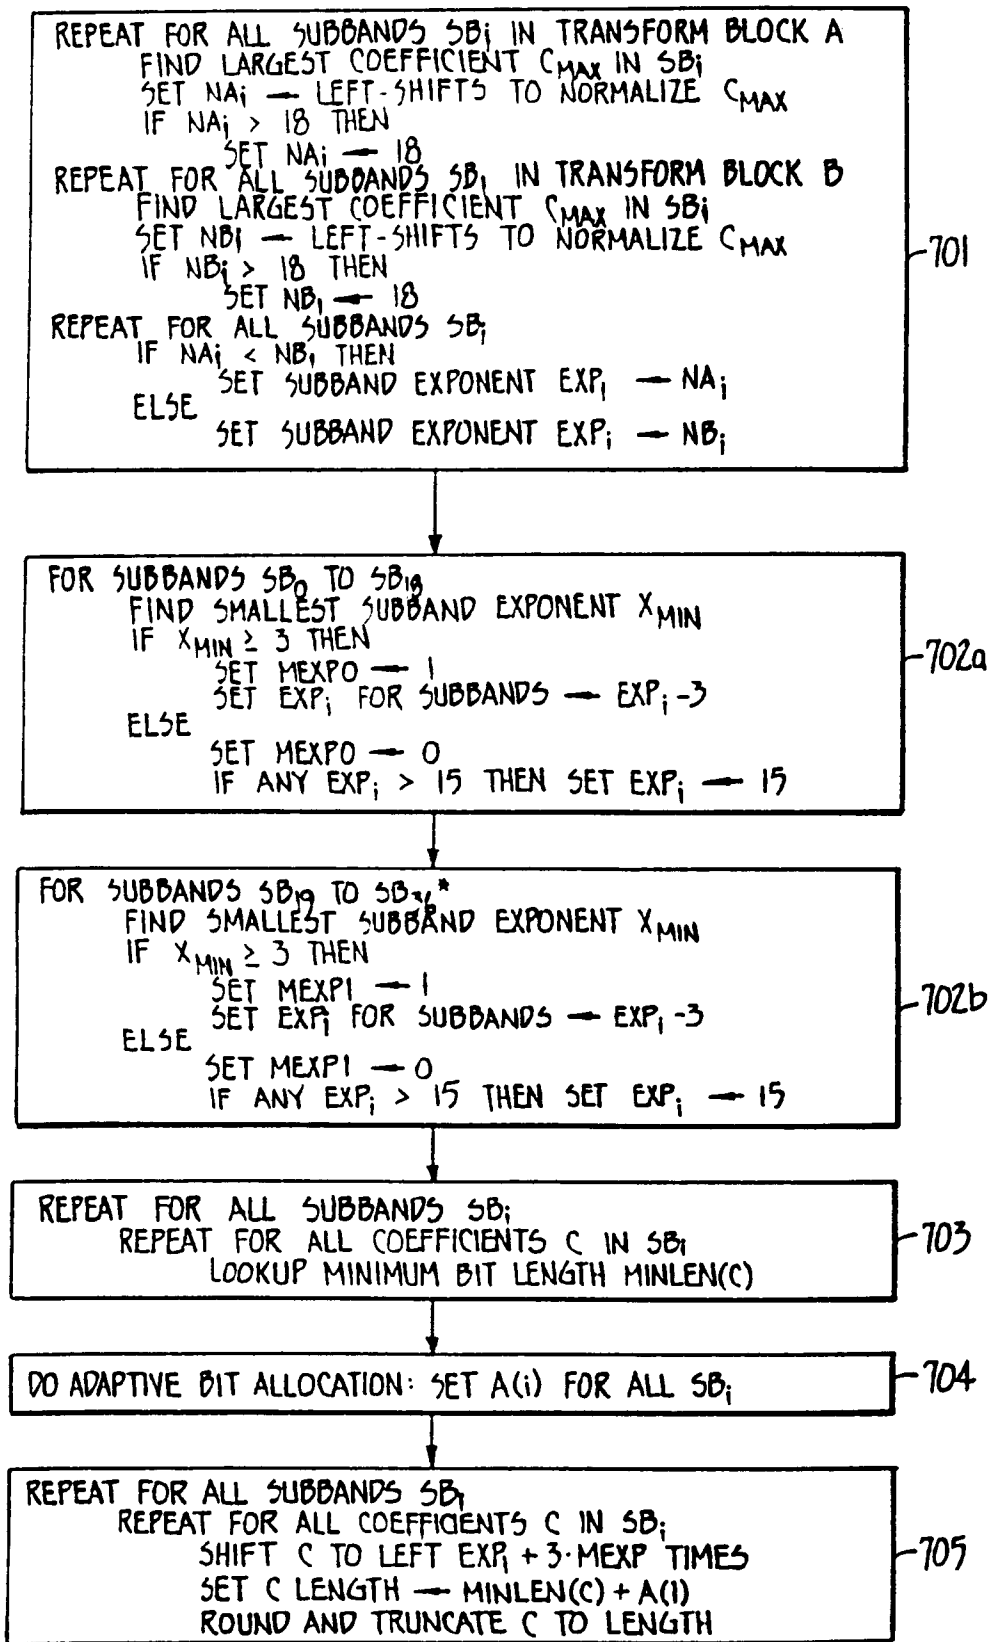 REPEAT FOR ALL SUBBANDS SBi IN TRANSFORM BLOCK A
FIND LARGEST COEFFICIENT CMAX IN SBi
SET NAi ← LEFT-SHIFTS TO NORMALIZE CMAX
IF NAi > 18 THEN
SET NAi ← 18
REPEAT FOR ALL SUBBANDS SBi IN TRANSFORM BLOCK B
FIND LARGEST COEFFICIENT CMAX IN SBi
SET NBi ← LEFT-SHIFTS TO NORMALIZE CMAX
IF NBi > 18 THEN
SET NBi ← 18
REPEAT FOR ALL SUBBANDS SBi
IF NAi < NBi THEN
SET SUBBAND EXPONENT EXPi ← NAi
ELSE
SET SUBBAND EXPONENT EXPi ← NBi
701
FOR SUBBANDS SB0 TO SB18
FIND SMALLEST SUBBAND EXPONENT XMIN
IF XMIN ≥ 3 THEN
SET MEXP0 ← 1
SET EXPi FOR SUBBANDS ← EXPi -3
ELSE
SET MEXP0 ← 0
IF ANY EXPi > 15 THEN SET EXPi ← 15
702a
FOR SUBBANDS SB19 TO
FIND SMALLEST SUBBAND EXPONENT XMIN
IF XMIN ≥ 3 THEN
SET MEXP1 ← 1
SET EXPi FOR SUBBANDS ← EXPi -3
ELSE
SET MEXP1 ← 0
IF ANY EXPi > 15 THEN SET EXPi ← 15
702b
REPEAT FOR ALL SUBBANDS SBi
REPEAT FOR ALL COEFFICIENTS C IN SBi
LOOKUP MINIMUM BIT LENGTH MINLEN(C)
703
DO ADAPTIVE BIT ALLOCATION: SET A(i) FOR ALL SBi
704
REPEAT FOR ALL SUBBANDS SBi
REPEAT FOR ALL COEFFICIENTS C IN SBi
SHIFT C TO LEFT EXPi + 3·MEXP TIMES
SET C LENGTH ← MINLEN(C) + A(I)
ROUND AND TRUNCATE C TO LENGTH
705